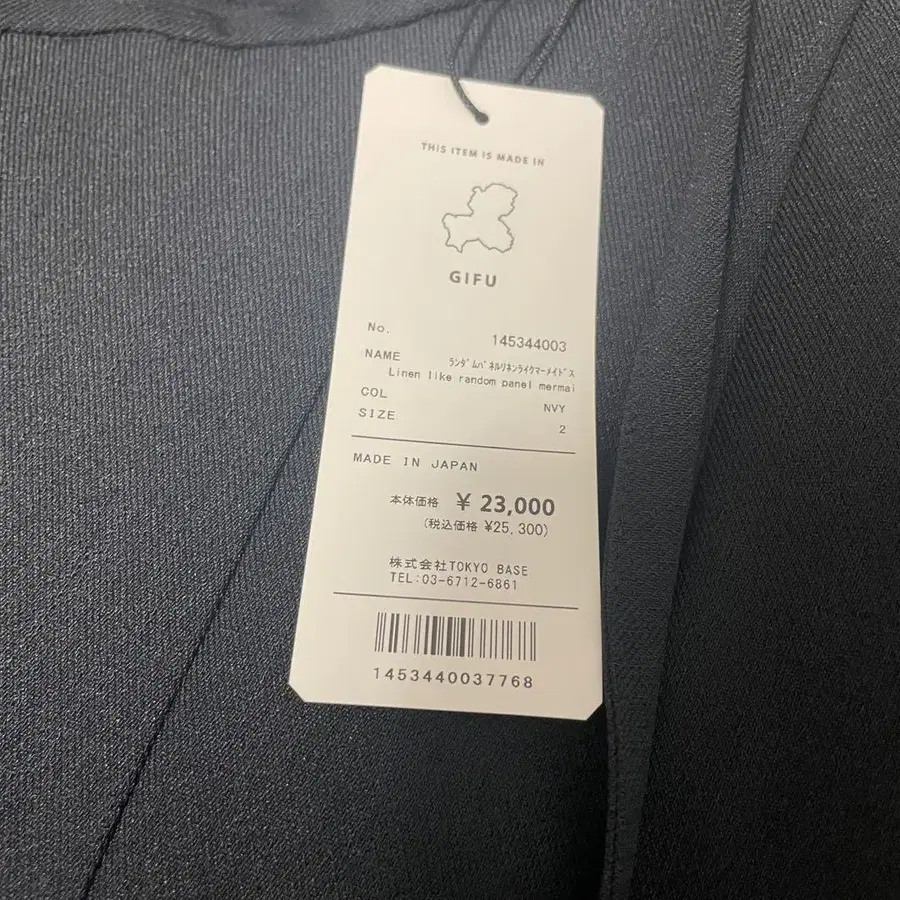 THIS ITEM IS MADE IN
GIFU
No. 145344003
NAME ﾗﾝﾀﾞﾑﾊﾟﾈﾙﾘﾈﾝﾗｲｸﾏｰﾒｲﾄﾞｽ
Linen like random panel mermai
COL NVY
SIZE 2
MADE IN JAPAN
本体価格 ¥ 23,000
(税込価格 ¥25,300)
株式会社TOKYO BASE
TEL:03-6712-6861
1453440037768